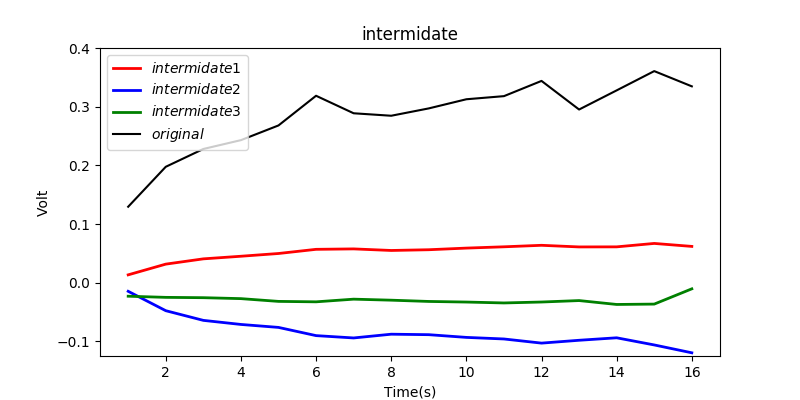 intermidate
0.4
0.3
0.2
0.1
0.0
−0.1
Volt
intermidate1
intermidate2
intermidate3
original
2 4 6 8 10 12 14 16
Time(s)